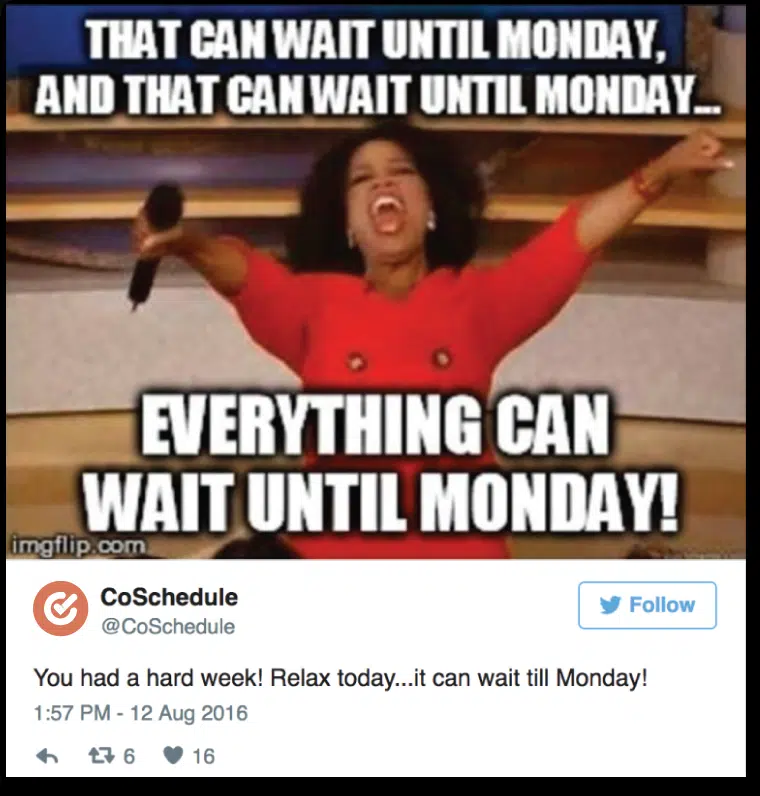 THAT CAN WAIT UNTIL MONDAY,
AND THAT CAN WAIT UNTIL MONDAY...
EVERYTHING CAN
WAIT UNTIL MONDAY!
imgflip.com
CoSchedule
@CoSchedule
Follow
You had a hard week! Relax today...it can wait till Monday!
1:57 PM - 12 Aug 2016
6 16